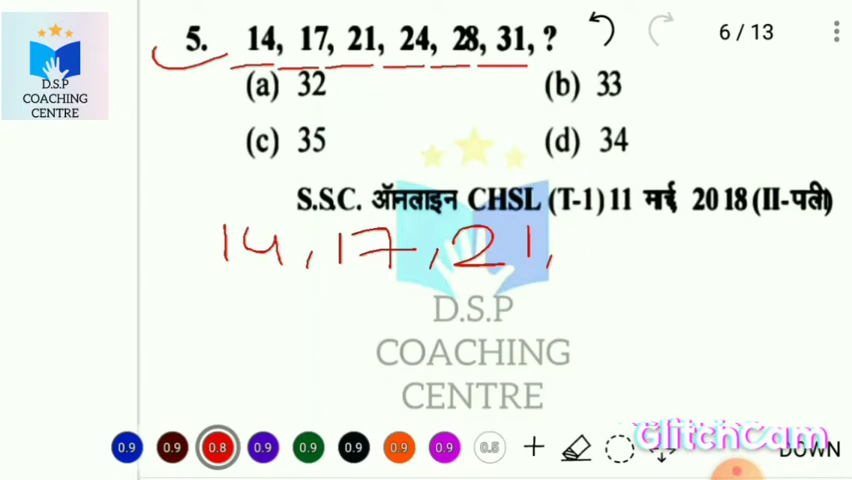 D.S.P
COACHING
CENTRE
5. 14, 17, 21, 24, 28, 31, ?
6 / 13
(a) 32
(b) 33
(c) 35
(d) 34
S.S.C. ऑनलाइन CHSL (T-1) 11 मई 2018 (II-पली)
14, 17, 21,
D.S.P
COACHING
CENTRE
0.9 0.9 0.8 0.9 0.9 0.9 0.9 0.9 0.5
GlitchCam
DOWN